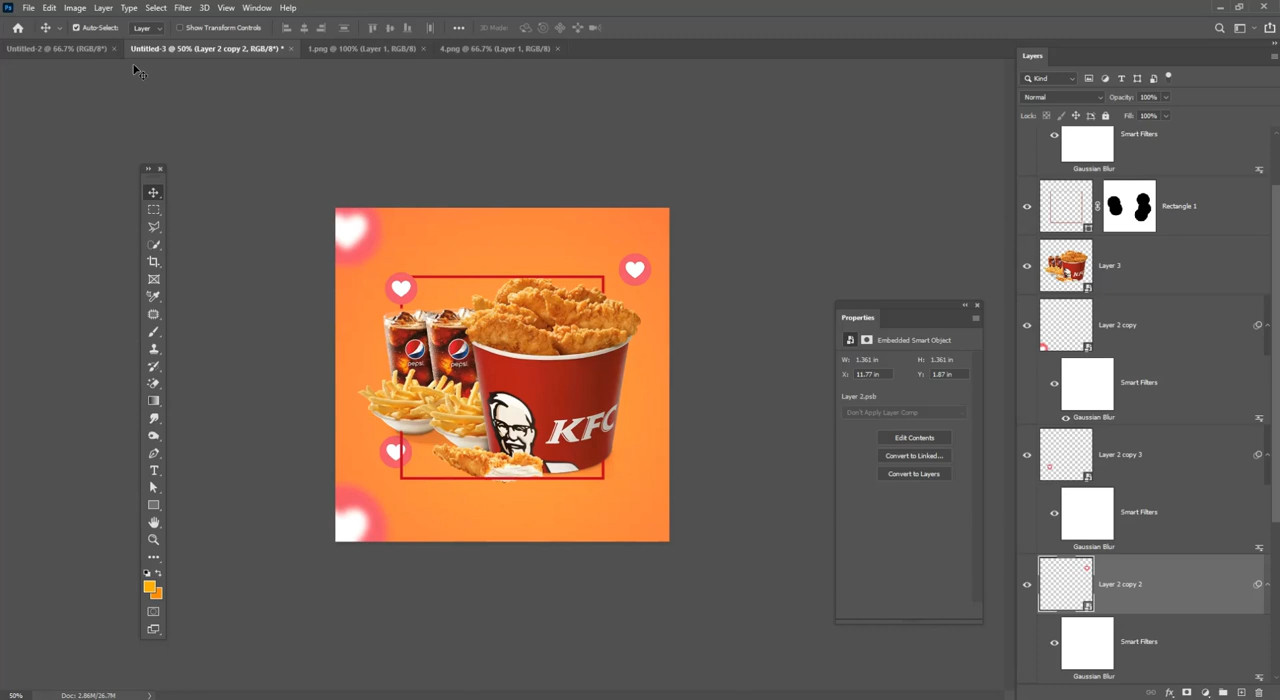 File Edit Image Layer Type Select Filter 3D View Window Help
Auto-Select: Layer Show Transform Controls 3D Mode:
Untitled-2 @ 66.7% (RGB/8*) × Untitled-3 @ 50% (Layer 2 copy 2, RGB/8*) * × 1.png @ 100% (Layer 1, RGB/8) × 4.png @ 66.7% (Layer 1, RGB/8) ×
Layers
Kind
Normal Opacity: 100%
Lock: Fill: 100%
Smart Filters
Gaussian Blur
Rectangle 1
Layer 3
Layer 2 copy
Smart Filters
Gaussian Blur
Layer 2 copy 3
Smart Filters
Gaussian Blur
Layer 2 copy 2
Smart Filters
Gaussian Blur
Properties
Embedded Smart Object
W: 1.361 in H: 1.361 in
X: 11.77 in Y: 1.87 in
Layer 2.psb
Don't Apply Layer Comp
Edit Contents
Convert to Linked...
Convert to Layers
pepsi pepsi
KFC
50% Doc: 2.86M/26.7M